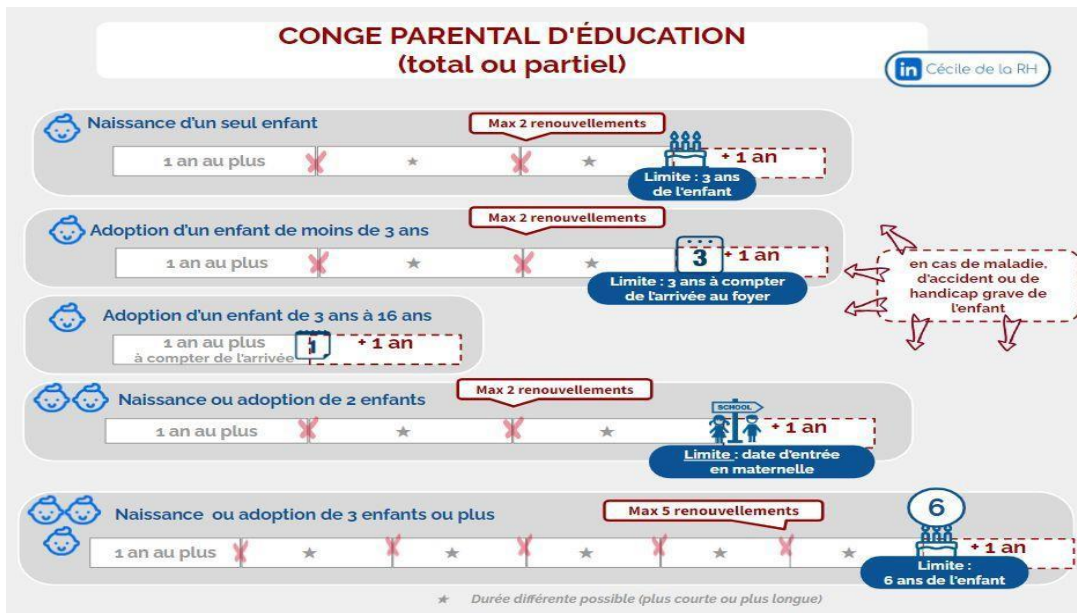 CONGE PARENTAL D'ÉDUCATION
(total ou partiel)
in Cécile de la RH
Naissance d'un seul enfant
Max 2 renouvellements
1 an au plus
+ 1 an
Limite : 3 ans
de l'enfant
Adoption d'un enfant de moins de 3 ans
Max 2 renouvellements
1 an au plus
3
+ 1 an
Limite : 3 ans à compter
de l'arrivée au foyer
en cas de maladie,
d'accident ou de
handicap grave de
l'enfant
Adoption d'un enfant de 3 ans à 16 ans
1 an au plus
à compter de l'arrivée
1
+ 1 an
Naissance ou adoption de 2 enfants
Max 2 renouvellements
1 an au plus
SCHOOL
+ 1 an
Limite : date d'entrée
en maternelle
Naissance ou adoption de 3 enfants ou plus
Max 5 renouvellements
6
1 an au plus
+ 1 an
Limite :
6 ans de l'enfant
★ Durée différente possible (plus courte ou plus longue)